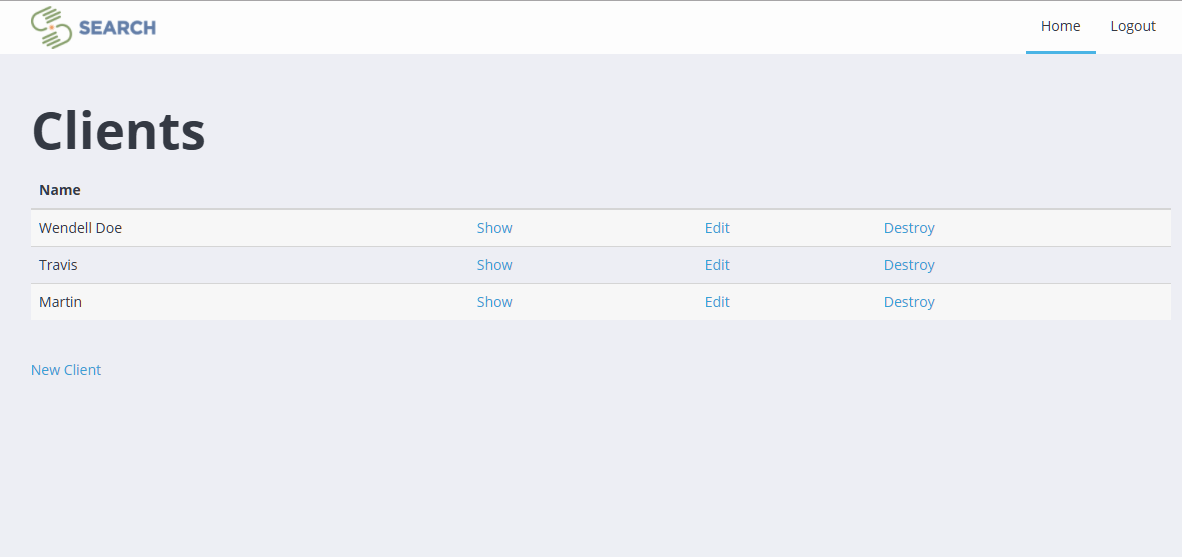 SEARCH Home Logout
Clients
Name
Wendell Doe Show Edit Destroy
Travis Show Edit Destroy
Martin Show Edit Destroy
New Client